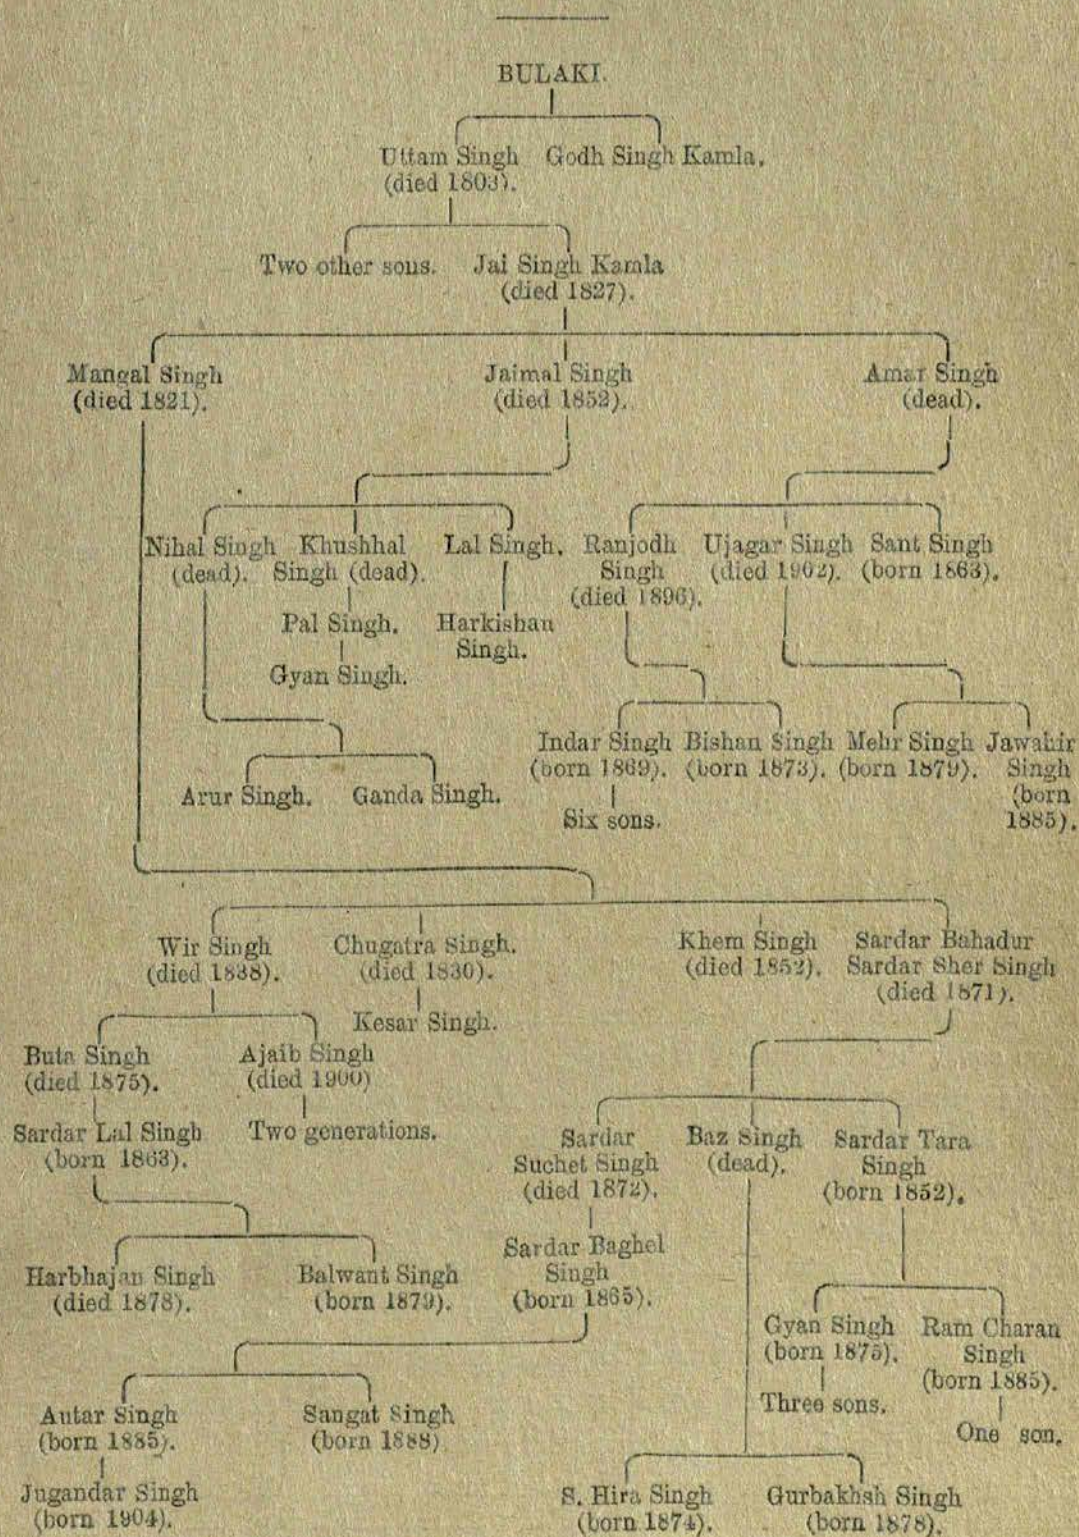 BULAKI.
Uttam Singh Godh Singh Kamla.
(died 1803).
Two other sons. Jai Singh Kamla
(died 1827).
Mangal Singh Jaimal Singh Amar Singh
(died 1821). (died 1852). (dead).
Nihal Singh Khushhal Lal Singh. Ranjodh Ujagar Singh Sant Singh
(dead). Singh (dead). Singh (died 1902). (born 1863).
(died 1896).
Pal Singh. Harkishan
Singh.
Gyan Singh.
Indar Singh Bishan Singh Mehr Singh Jawahir
(born 1869). (born 1873). (born 1879). Singh
Arur Singh. Ganda Singh. (born
Six sons. 1885).
Wir Singh Chugatra Singh. Khem Singh Sardar Bahadur
(died 1838). (died 1830). (died 1852). Sardar Sher Singh
(died 1871).
Kesar Singh.
Buta Singh Ajaib Singh
(died 1875). (died 1900)
Sardar Lal Singh Two generations. Sardar Baz Singh Sardar Tara
(born 1863). Suchet Singh (dead). Singh
(died 1872). (born 1852).
Sardar Baghel
Harbhajan Singh Balwant Singh Singh
(died 1878). (born 1879). (born 1865).
Gyan Singh Ram Charan
(born 1875). Singh
(born 1885).
Three sons.
Autar Singh Sangat Singh
(born 1885). (born 1888) One son.
Jugandar Singh S. Hira Singh Gurbakhsh Singh
(born 1904). (born 1874). (born 1878).